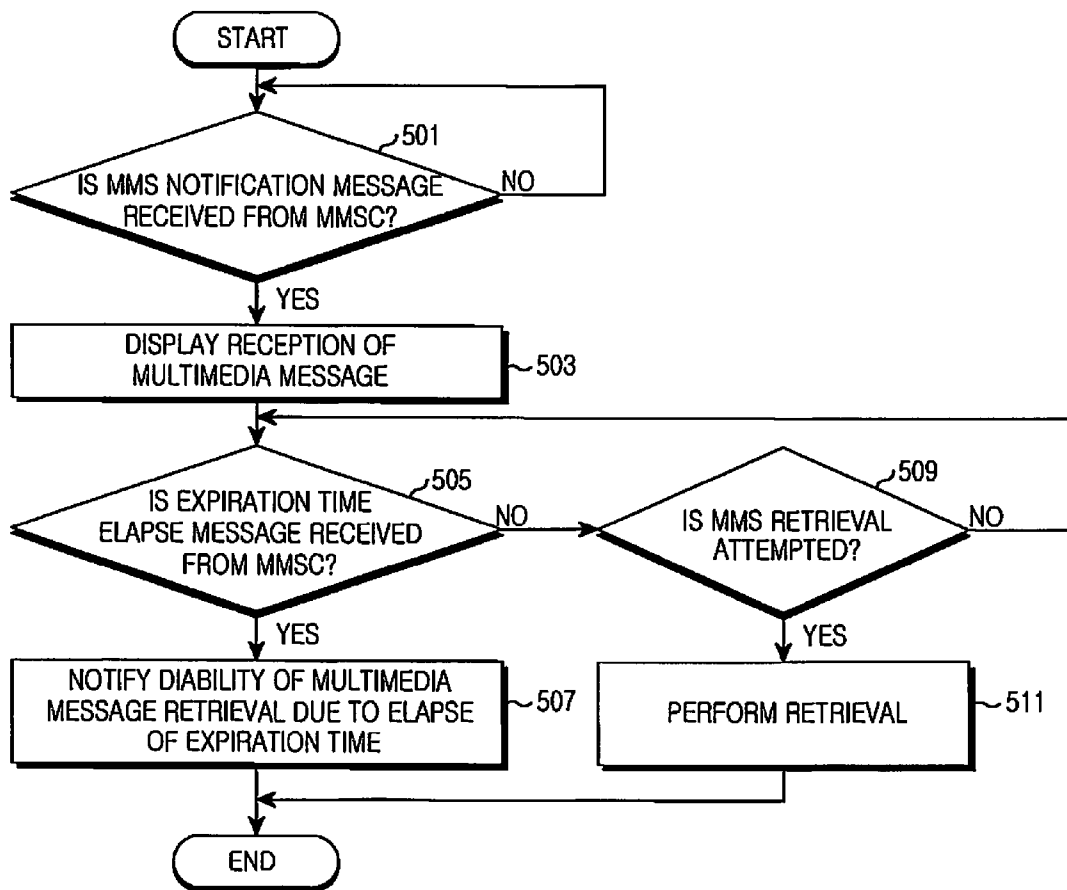 START
501
IS MMS NOTIFICATION MESSAGE
RECEIVED FROM MMSC?
NO
YES
DISPLAY RECEPTION OF
MULTIMEDIA MESSAGE
503
505
IS EXPIRATION TIME
ELAPSE MESSAGE RECEIVED
FROM MMSC?
NO
509
IS MMS RETRIEVAL
ATTEMPTED?
NO
YES
YES
NOTIFY DIABILITY OF MULTIMEDIA
MESSAGE RETRIEVAL DUE TO ELAPSE
OF EXPIRATION TIME
507
PERFORM RETRIEVAL
511
END